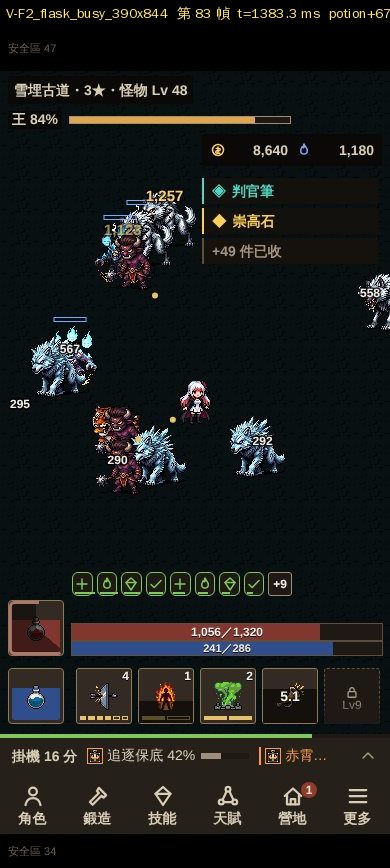 V-F2_flask_busy_390x844 第 83 幀 t=1383.3 ms potion+67
安全區 47
雪埋古道・3★・怪物 Lv 48
王 84%
8,640 1,180
判官筆
崇高石
+49 件已收
1,257
1,123
558
567
295
292
290
+9
1,056／1,320
241／286
4
1
2
5.1
Lv9
掛機 16 分 追逐保底 42% 赤霄…
1
角色 鍛造 技能 天賦 營地 更多
安全區 34